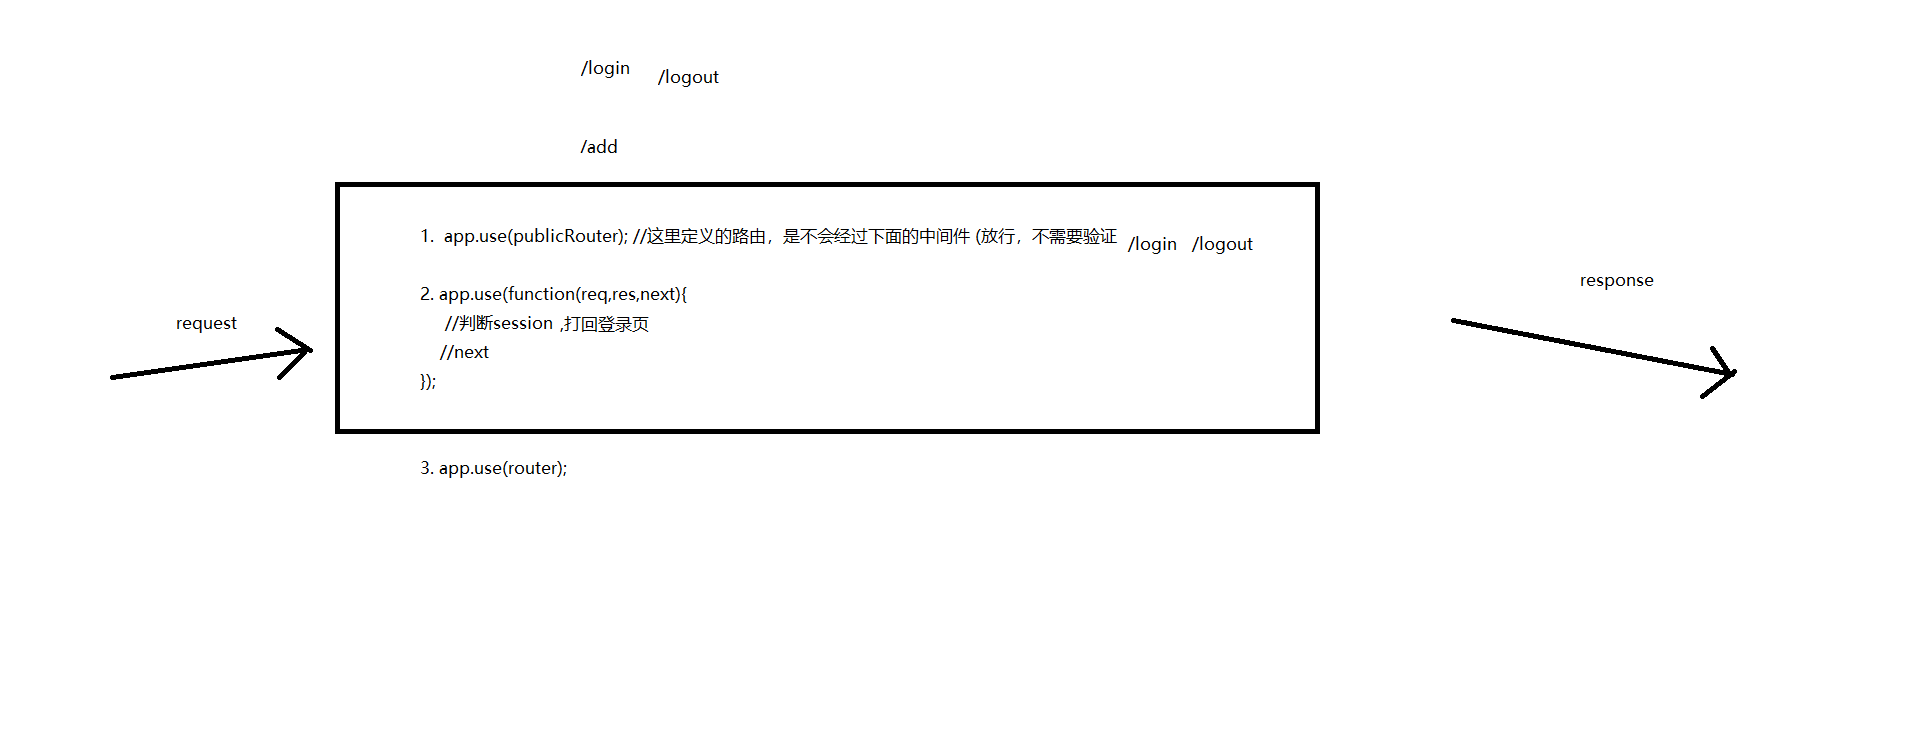 /login /logout
/add
1. app.use(publicRouter); //这里定义的路由，是不会经过下面的中间件 (放行，不需要验证 /login /logout
2. app.use(function(req,res,next){
//判断session ,打回登录页
//next
});
3. app.use(router);
request
response